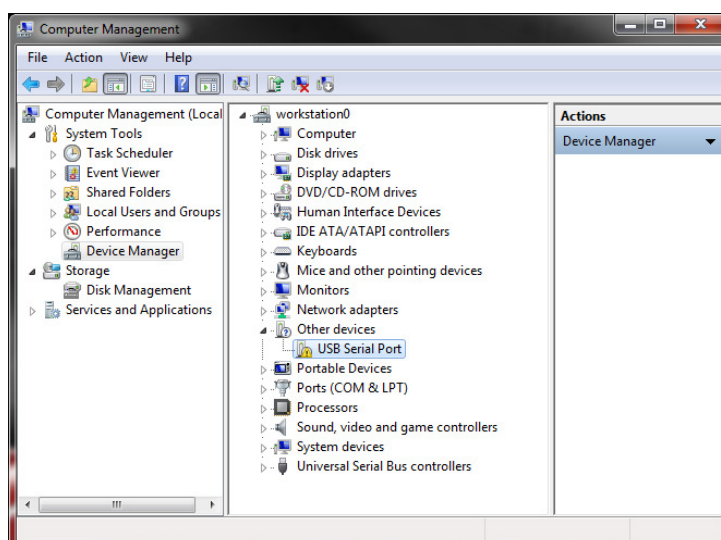 Computer Management
File Action View Help
Computer Management (Local
System Tools
Task Scheduler
Event Viewer
Shared Folders
Local Users and Groups
Performance
Device Manager
Storage
Disk Management
Services and Applications
workstation0
Computer
Disk drives
Display adapters
DVD/CD-ROM drives
Human Interface Devices
IDE ATA/ATAPI controllers
Keyboards
Mice and other pointing devices
Monitors
Network adapters
Other devices
USB Serial Port
Portable Devices
Ports (COM & LPT)
Processors
Sound, video and game controllers
System devices
Universal Serial Bus controllers
Actions
Device Manager